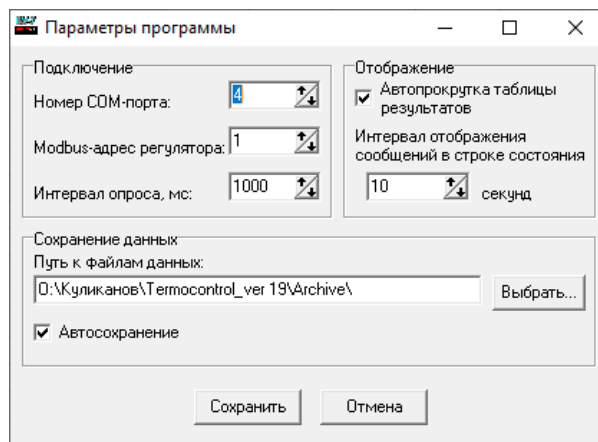 Параметры программы
Подключение
Номер COM-порта:
4
Modbus-адрес регулятора:
1
Интервал опроса, мс:
1000
Отображение
Автопрокрутка таблицы
результатов
Интервал отображения
сообщений в строке состояния
10
секунд
Сохранение данных
Путь к файлам данных:
O:\Куликанов\Termocontrol_ver 19\Archive\
Выбрать...
Автосохранение
Сохранить
Отмена